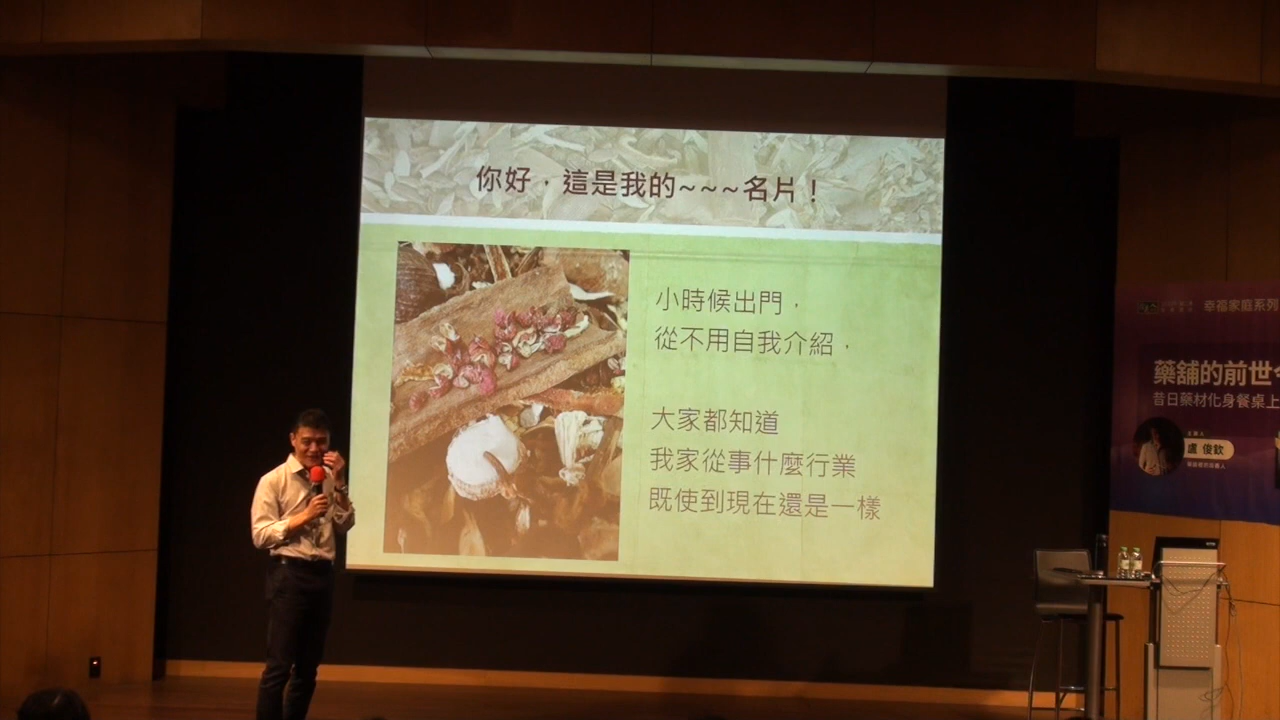 你好，這是我的~~~名片！
小時候出門，
從不用自我介紹，
大家都知道
我家從事什麼行業
既使到現在還是一樣
幸福家庭系列
藥舖的前世
昔日藥材化身餐桌上
主講人
盧 俊欽